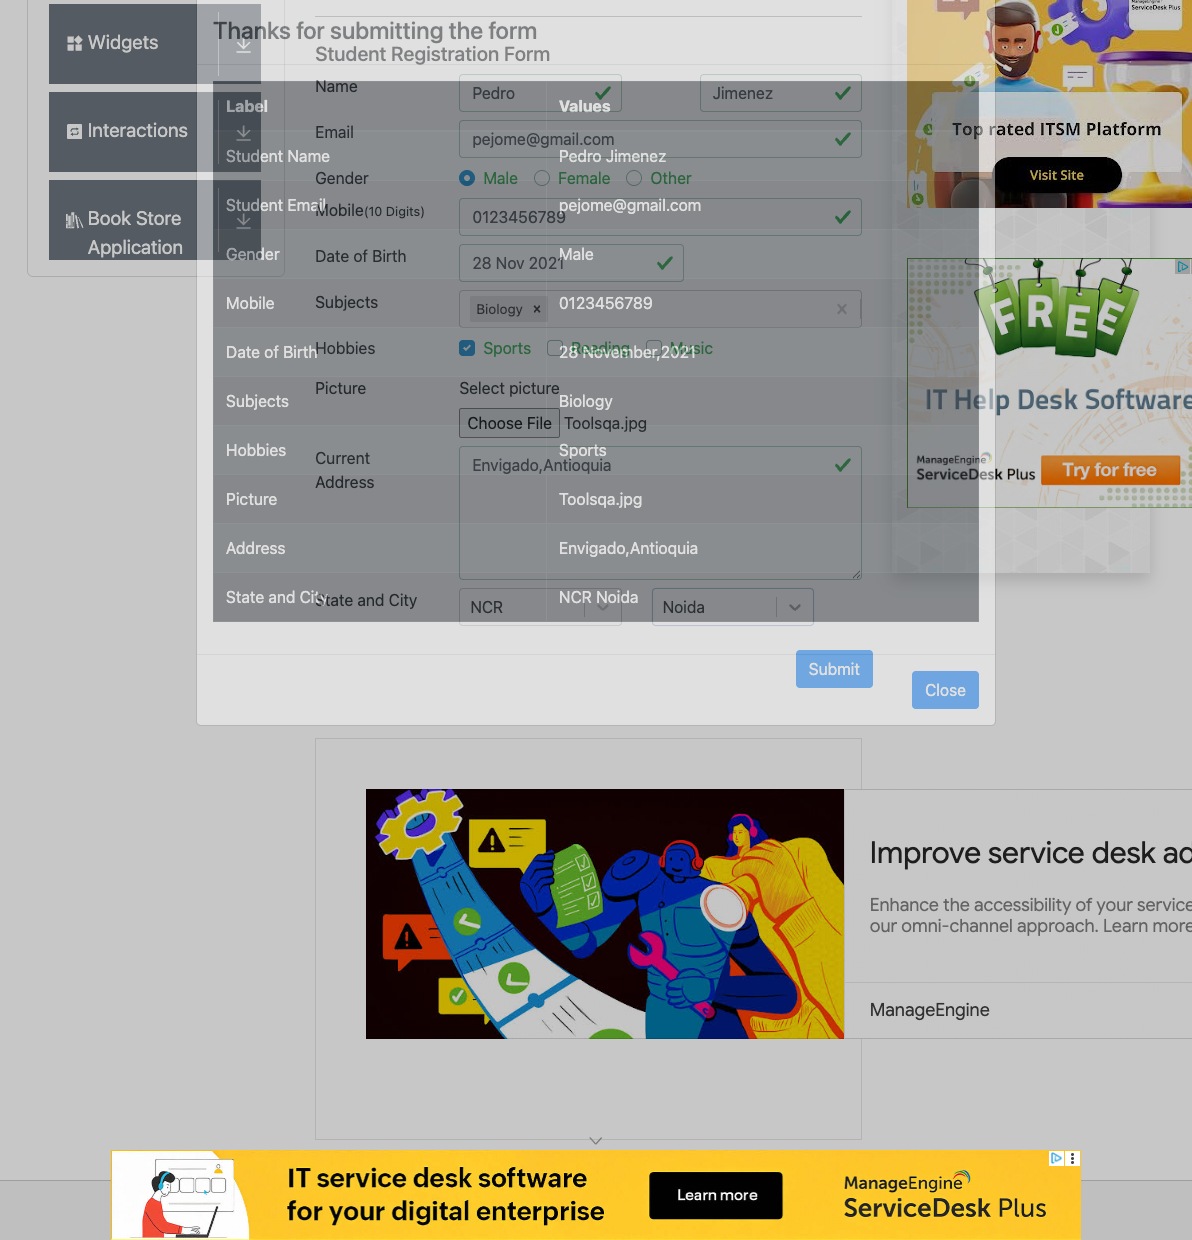 Widgets
Interactions
Book Store
Application
Thanks for submitting the form
Student Registration Form
Name
Pedro
Jimenez
Label
Values
Email
pejome@gmail.com
Student Name
Pedro Jimenez
Gender
Male
Female
Other
Student Email
pejome@gmail.com
Mobile(10 Digits)
0123456789
Gender
Male
Date of Birth
28 Nov 2021
Mobile
0123456789
Subjects
Biology ×
Hobbies
Sports
Reading
Music
Date of Birth
28 November,2021
Picture
Select picture
Subjects
Biology
Choose File Toolsqa.jpg
Hobbies
Sports
Current
Address
Envigado,Antioquia
Picture
Toolsqa.jpg
Address
Envigado,Antioquia
State and City
NCR Noida
State and City
NCR
Noida
Submit
Close
ServiceDesk Plus
Top rated ITSM Platform
Visit Site
FREE
IT Help Desk Software
ManageEngine
ServiceDesk Plus
Try for free
Improve service desk ac
Enhance the accessibility of your service
our omni-channel approach. Learn more
ManageEngine
IT service desk software
for your digital enterprise
Learn more
ManageEngine
ServiceDesk Plus